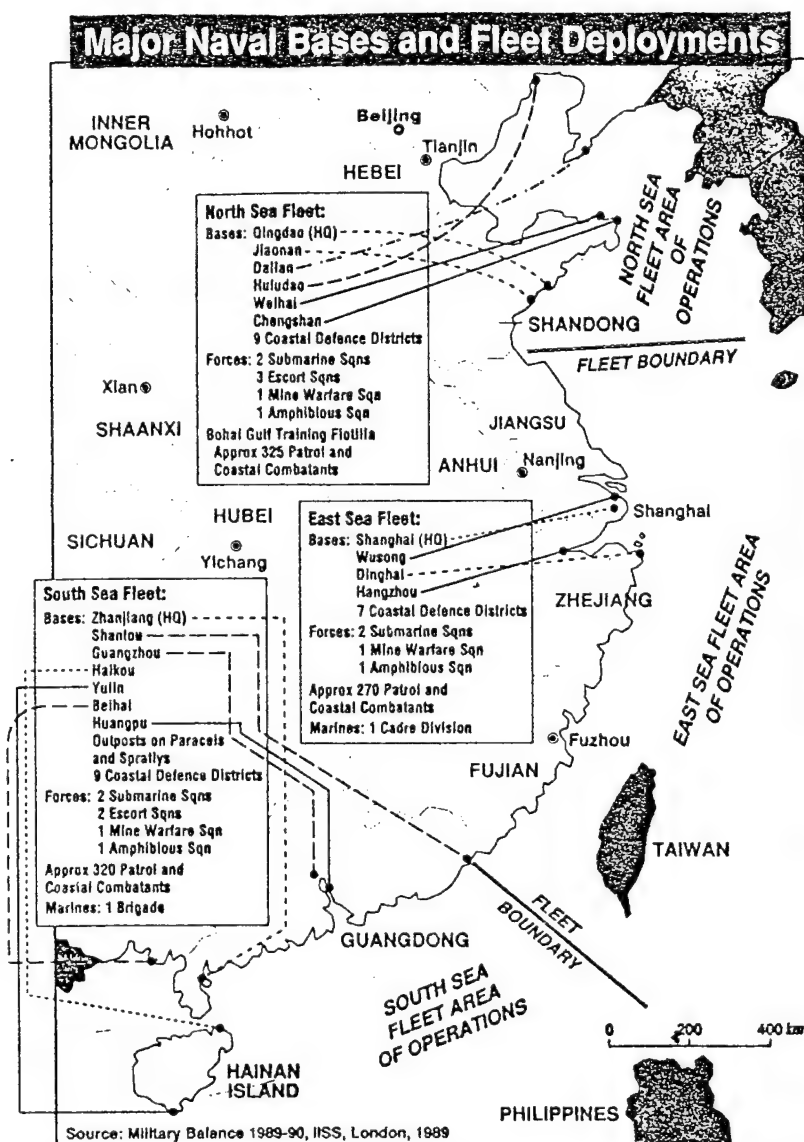 Major Naval Bases and Fleet Deployments
INNER
MONGOLIA
Hohhot
Beijing
Tianjin
HEBEI
North Sea Fleet:
Bases: Qingdao (HQ)
Jiaonan
Dalian
Huludao
Weihai
Chengshan
9 Coastal Defence Districts
Forces: 2 Submarine Sqns
3 Escort Sqns
1 Mine Warfare Sqn
1 Amphibious Sqn
Bohai Gulf Training Flotilla
Approx 325 Patrol and
Coastal Combatants
NORTH SEA
FLEET AREA
OF
OPERATIONS
SHANDONG
FLEET BOUNDARY
Xian
SHAANXI
JIANGSU
ANHUI
Nanjing
HUBEI
SICHUAN
Yichang
Shanghai
East Sea Fleet:
Bases: Shanghai (HQ)
Wusong
Dinghai
Hangzhou
7 Coastal Defence Districts
Forces: 2 Submarine Sqns
1 Mine Warfare Sqn
1 Amphibious Sqn
Approx 270 Patrol and
Coastal Combatants
Marines: 1 Cadre Division
ZHEJIANG
EAST SEA FLEET AREA
OF OPERATIONS
South Sea Fleet:
Bases: Zhanjiang (HQ)
Shantou
Guangzhou
Haikou
Yulin
Beihai
Huangpu
Outposts on Paracels
and Spratlys
9 Coastal Defence Districts
Forces: 2 Submarine Sqns
2 Escort Sqns
1 Mine Warfare Sqn
1 Amphibious Sqn
Approx 320 Patrol and
Coastal Combatants
Marines: 1 Brigade
Fuzhou
FUJIAN
TAIWAN
FLEET
BOUNDARY
GUANGDONG
SOUTH SEA
FLEET AREA
OF OPERATIONS
0 200 400 km
HAINAN
ISLAND
PHILIPPINES
Source: Military Balance 1989-90, IISS, London, 1989